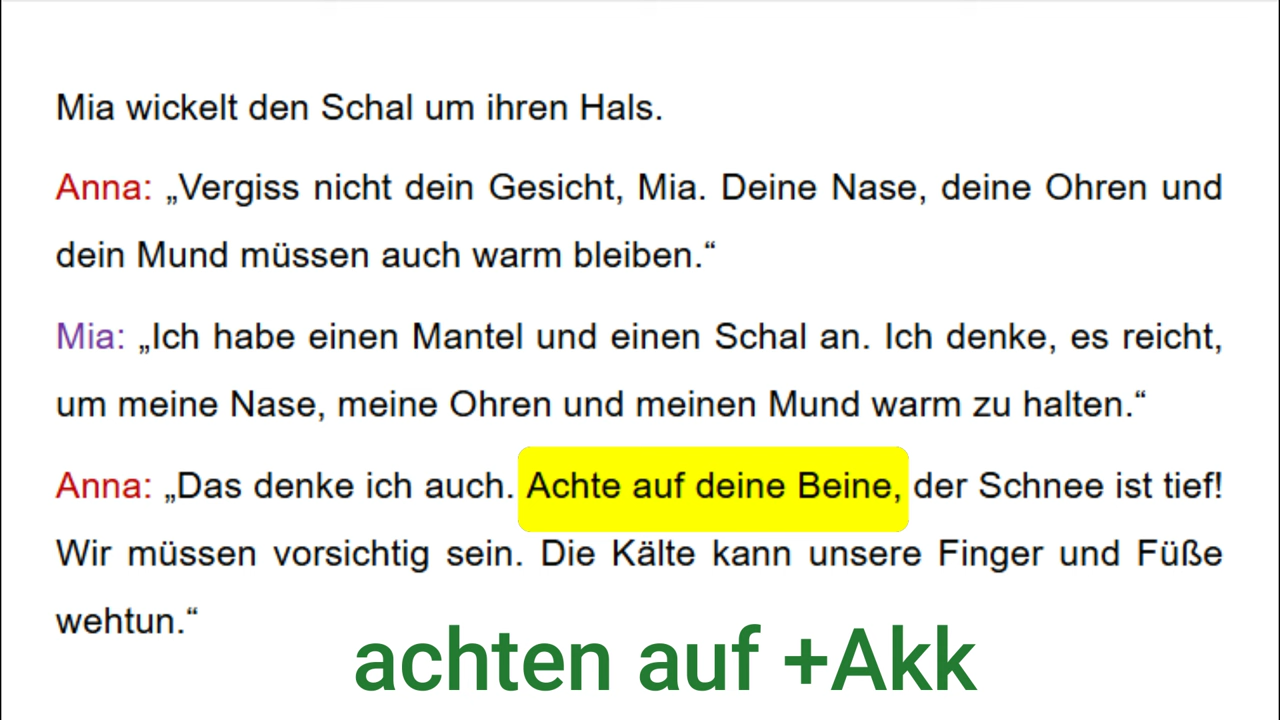 Mia wickelt den Schal um ihren Hals.
Anna: „Vergiss nicht dein Gesicht, Mia. Deine Nase, deine Ohren und
dein Mund müssen auch warm bleiben.“
Mia: „Ich habe einen Mantel und einen Schal an. Ich denke, es reicht,
um meine Nase, meine Ohren und meinen Mund warm zu halten.“
Anna: „Das denke ich auch. Achte auf deine Beine, der Schnee ist tief!
Wir müssen vorsichtig sein. Die Kälte kann unsere Finger und Füße
wehtun.“
achten auf +Akk